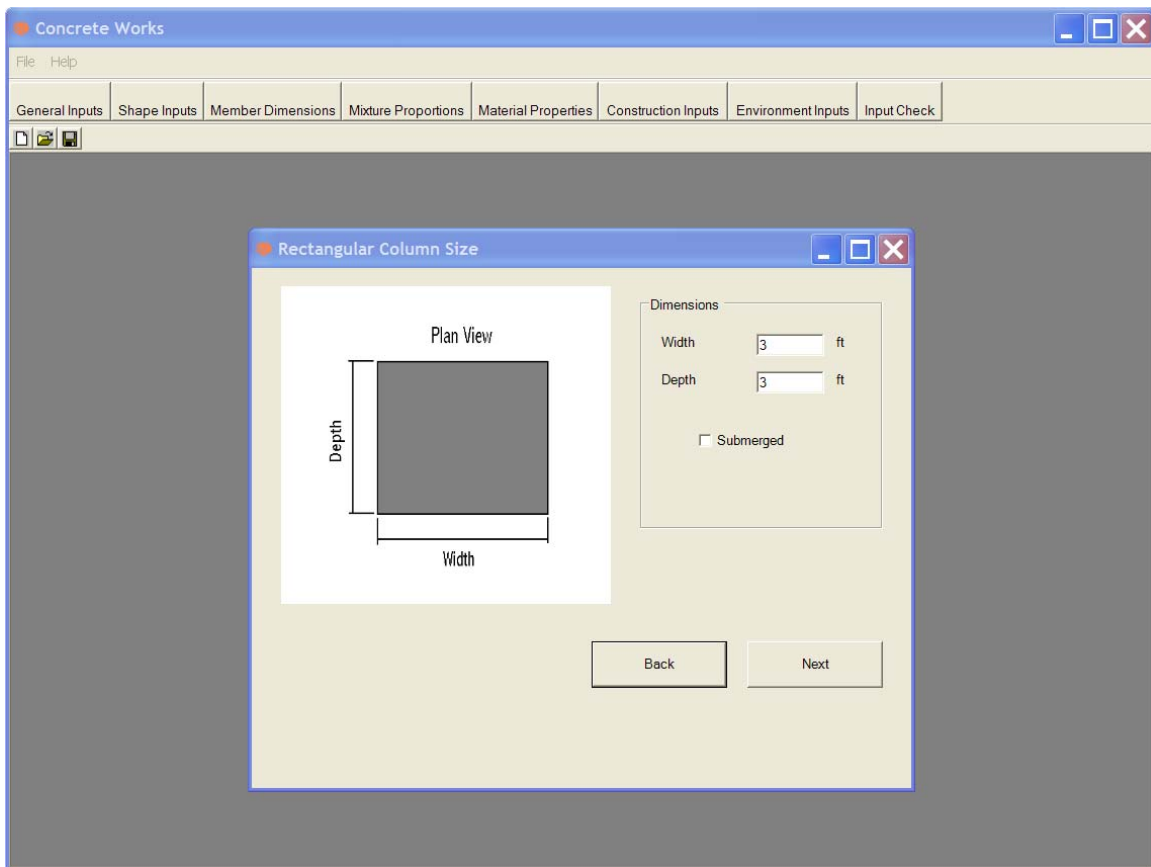 Concrete Works
File Help
General Inputs Shape Inputs Member Dimensions Mixture Proportions Material Properties Construction Inputs Environment Inputs Input Check
Rectangular Column Size
Plan View
Depth
Width
Dimensions
Width 3 ft
Depth 3 ft
Submerged
Back Next